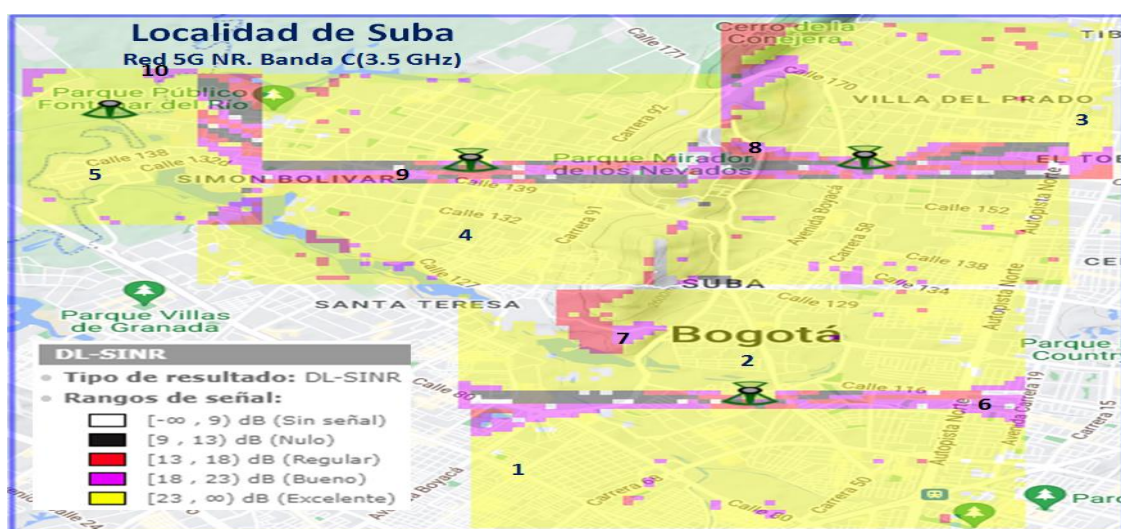 Localidad de Suba
Red 5G NR. Banda C(3.5 GHz)
Cerro de la
Conejera
TIB
Calle 171
10
Parque Público
Fontanar del Río
Calle 170
VILLA DEL PRADO
3
Carrera 92
Calle 138
Calle 132d
8
5
SIMON BOLIVAR
9
Calle 139
Parque Mirador
de los Nevados
EL TOB
Calle 132
4
Carrera 91
Avenida Boyacá
Carrera 58
Calle 152
Autopista Norte
Calle 138
Calle 127
SUBA
Calle 134
SANTA TERESA
Calle 129
Parque Villas
de Granada
7
Bogotá
2
Autopista Norte
Parque
Country
Calle 80
Calle 116
6
Avenida Carrera 19
Carrera 15
1
Autopista Norte
Carrera 50
Avenida Boyacá
Calle 24
DL-SINR
Tipo de resultado: DL-SINR
Rangos de señal:
[-∞ , 9) dB (Sin señal)
[9 , 13) dB (Nulo)
[13 , 18) dB (Regular)
[18 , 23) dB (Bueno)
[23 , ∞) dB (Excelente)